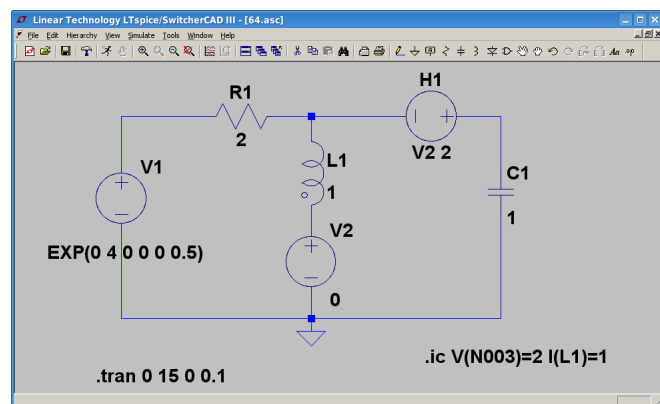 Linear Technology LTspice/SwitcherCAD III - [64.asc]
File Edit Hierarchy View Simulate Tools Window Help
Aa .op
H1
R1
2
V2 2
V1
L1
1
C1
1
V2
EXP(0 4 0 0 0 0.5)
0
.ic V(N003)=2 I(L1)=1
.tran 0 15 0 0.1